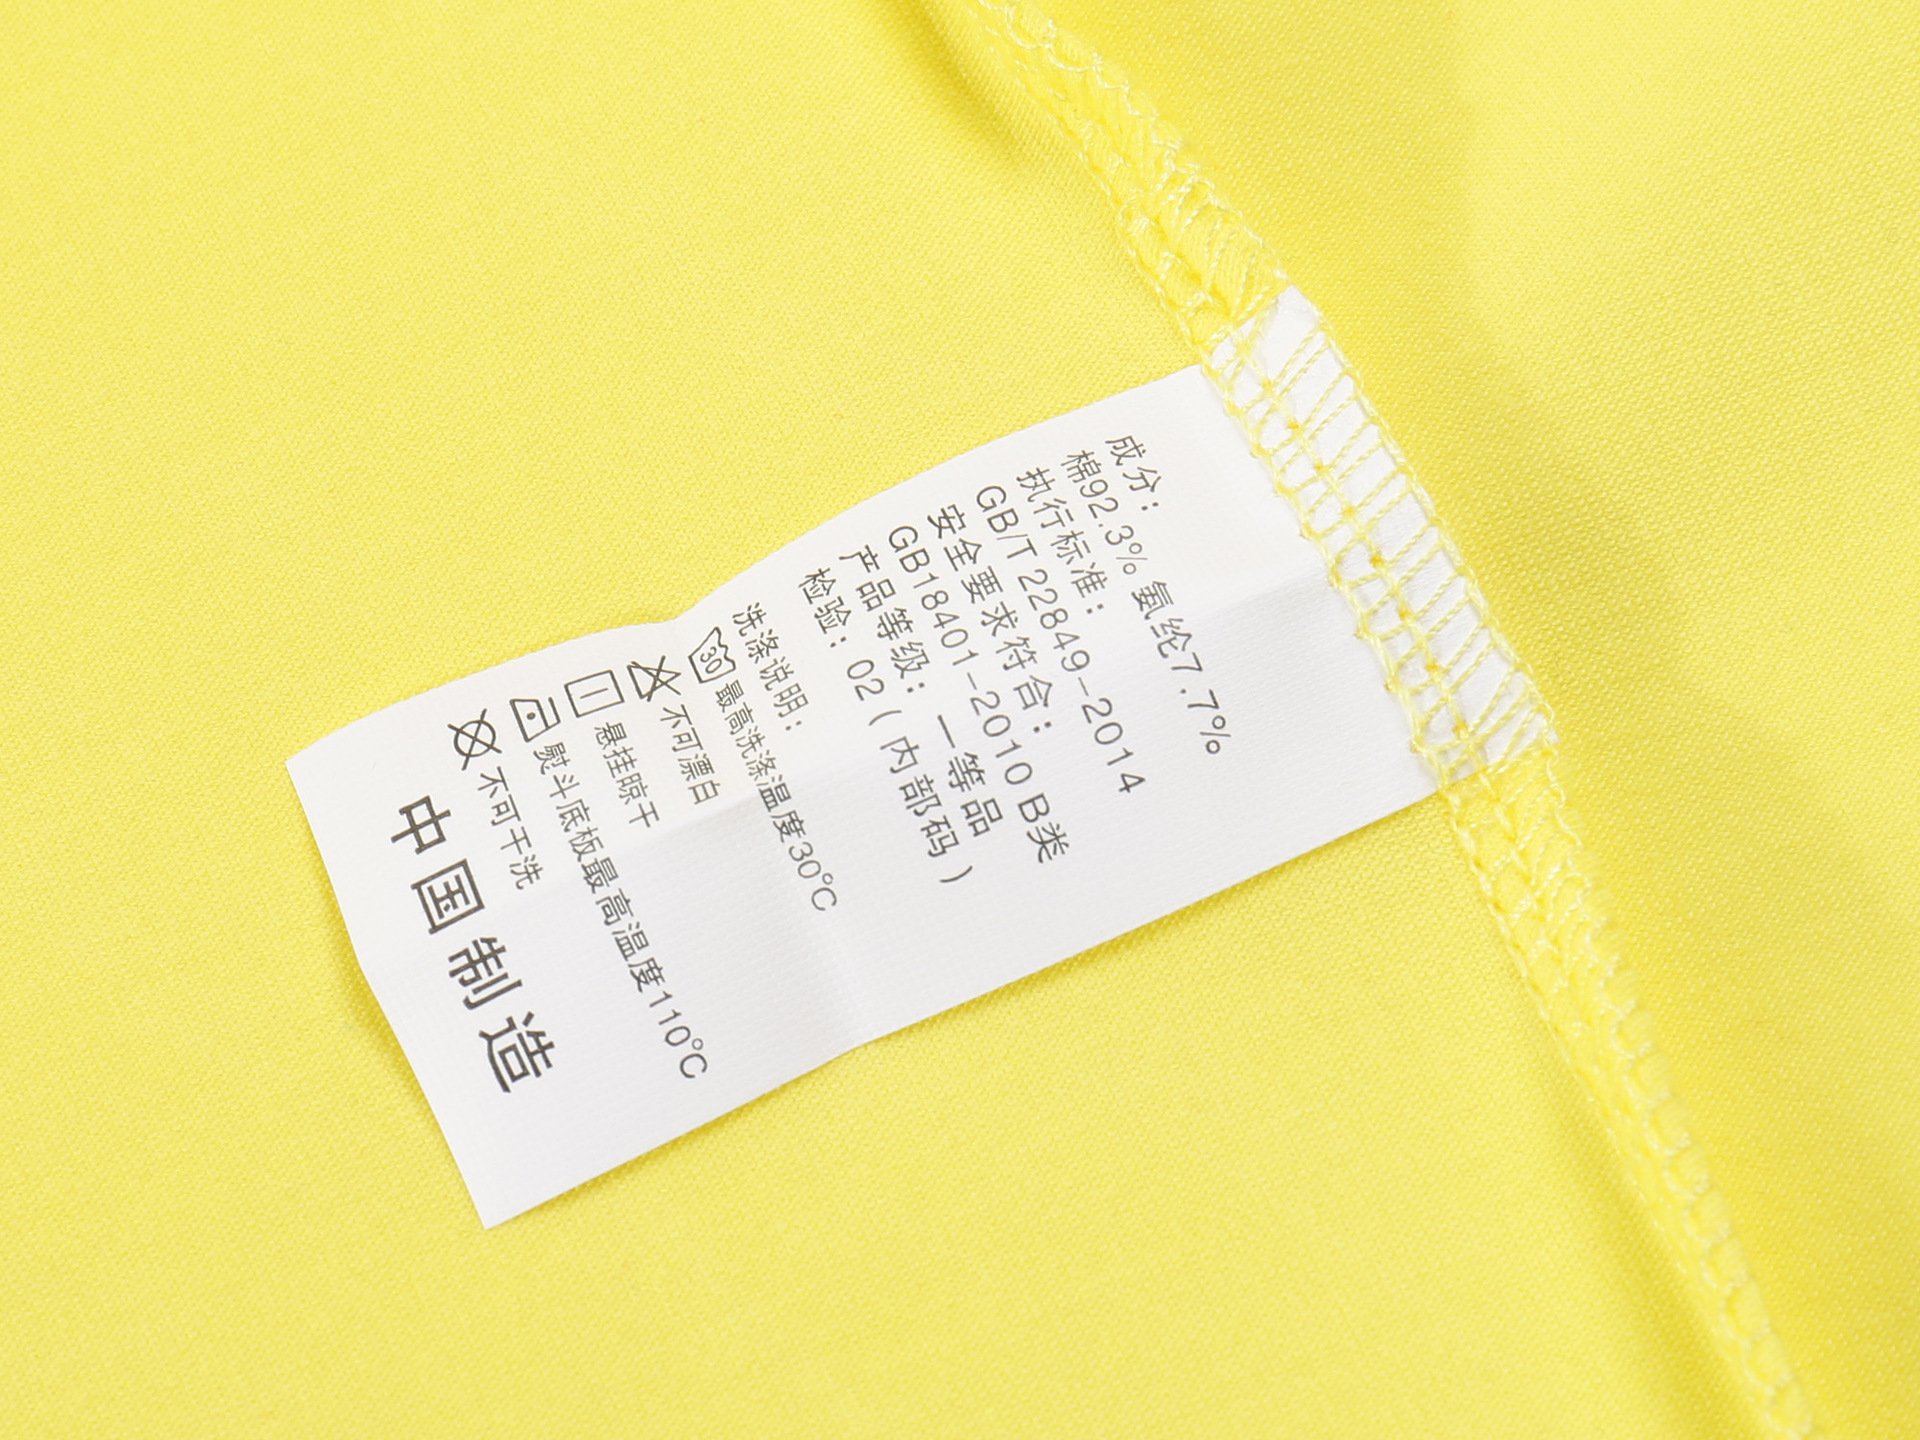 成分：
棉92.3% 氨纶7.7%
执行标准：
GB/T 22849-2014
安全要求符合：
GB18401-2010 B类
产品等级：一等品
检验：02（内部码）
洗涤说明：
30 最高洗涤温度30℃
不可漂白
悬挂晾干
熨斗底板最高温度110℃
不可干洗
中国制造